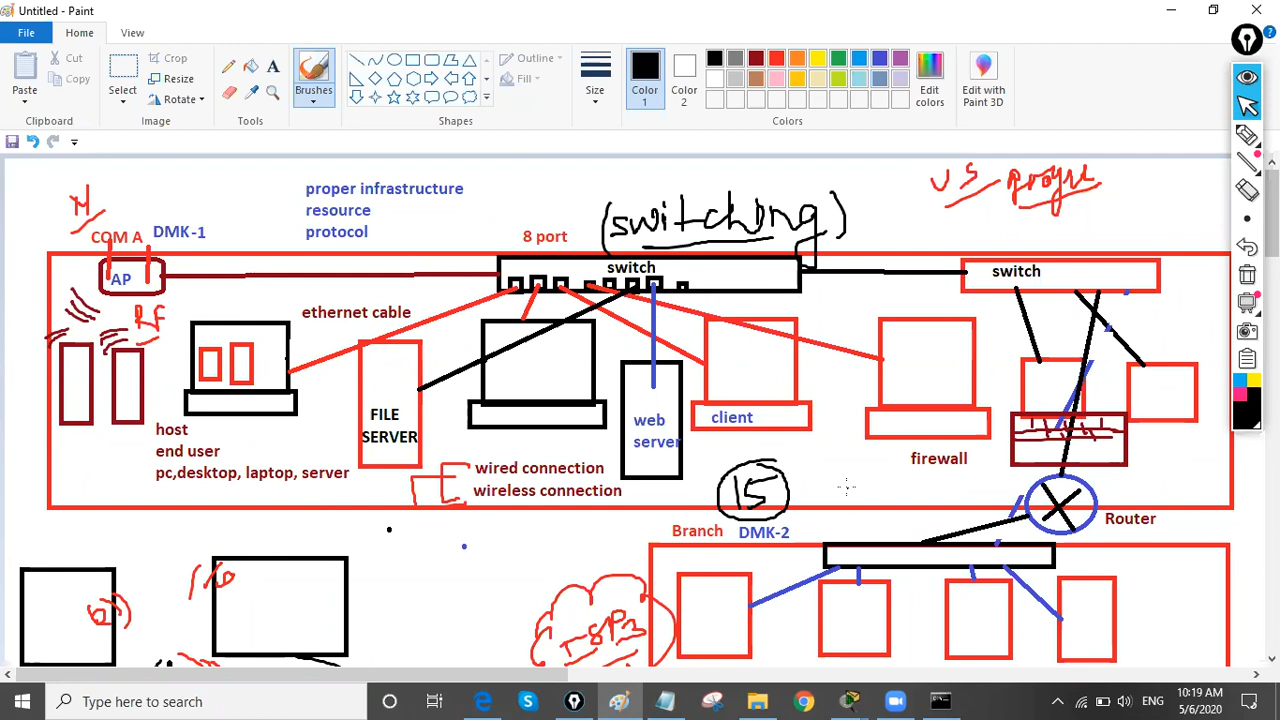 Untitled - Paint
File
Home
View
Paste
Cut
Copy
Clipboard
Select
Crop
Resize
Rotate
Image
Tools
Brushes
Outline
Fill
Shapes
Size
Color 1
Color 2
Edit colors
Edit with Paint 3D
Colors
proper infrastructure
resource
protocol
(switching)
US
M
COM A
DMK-1
8 port
AP
switch
switch
RF
ethernet cable
FILE SERVER
web server
client
host
end user
pc,desktop, laptop, server
wired connection
wireless connection
firewall
15
Router
Branch
DMK-2
Type here to search
ENG
10:19 AM
5/6/2020